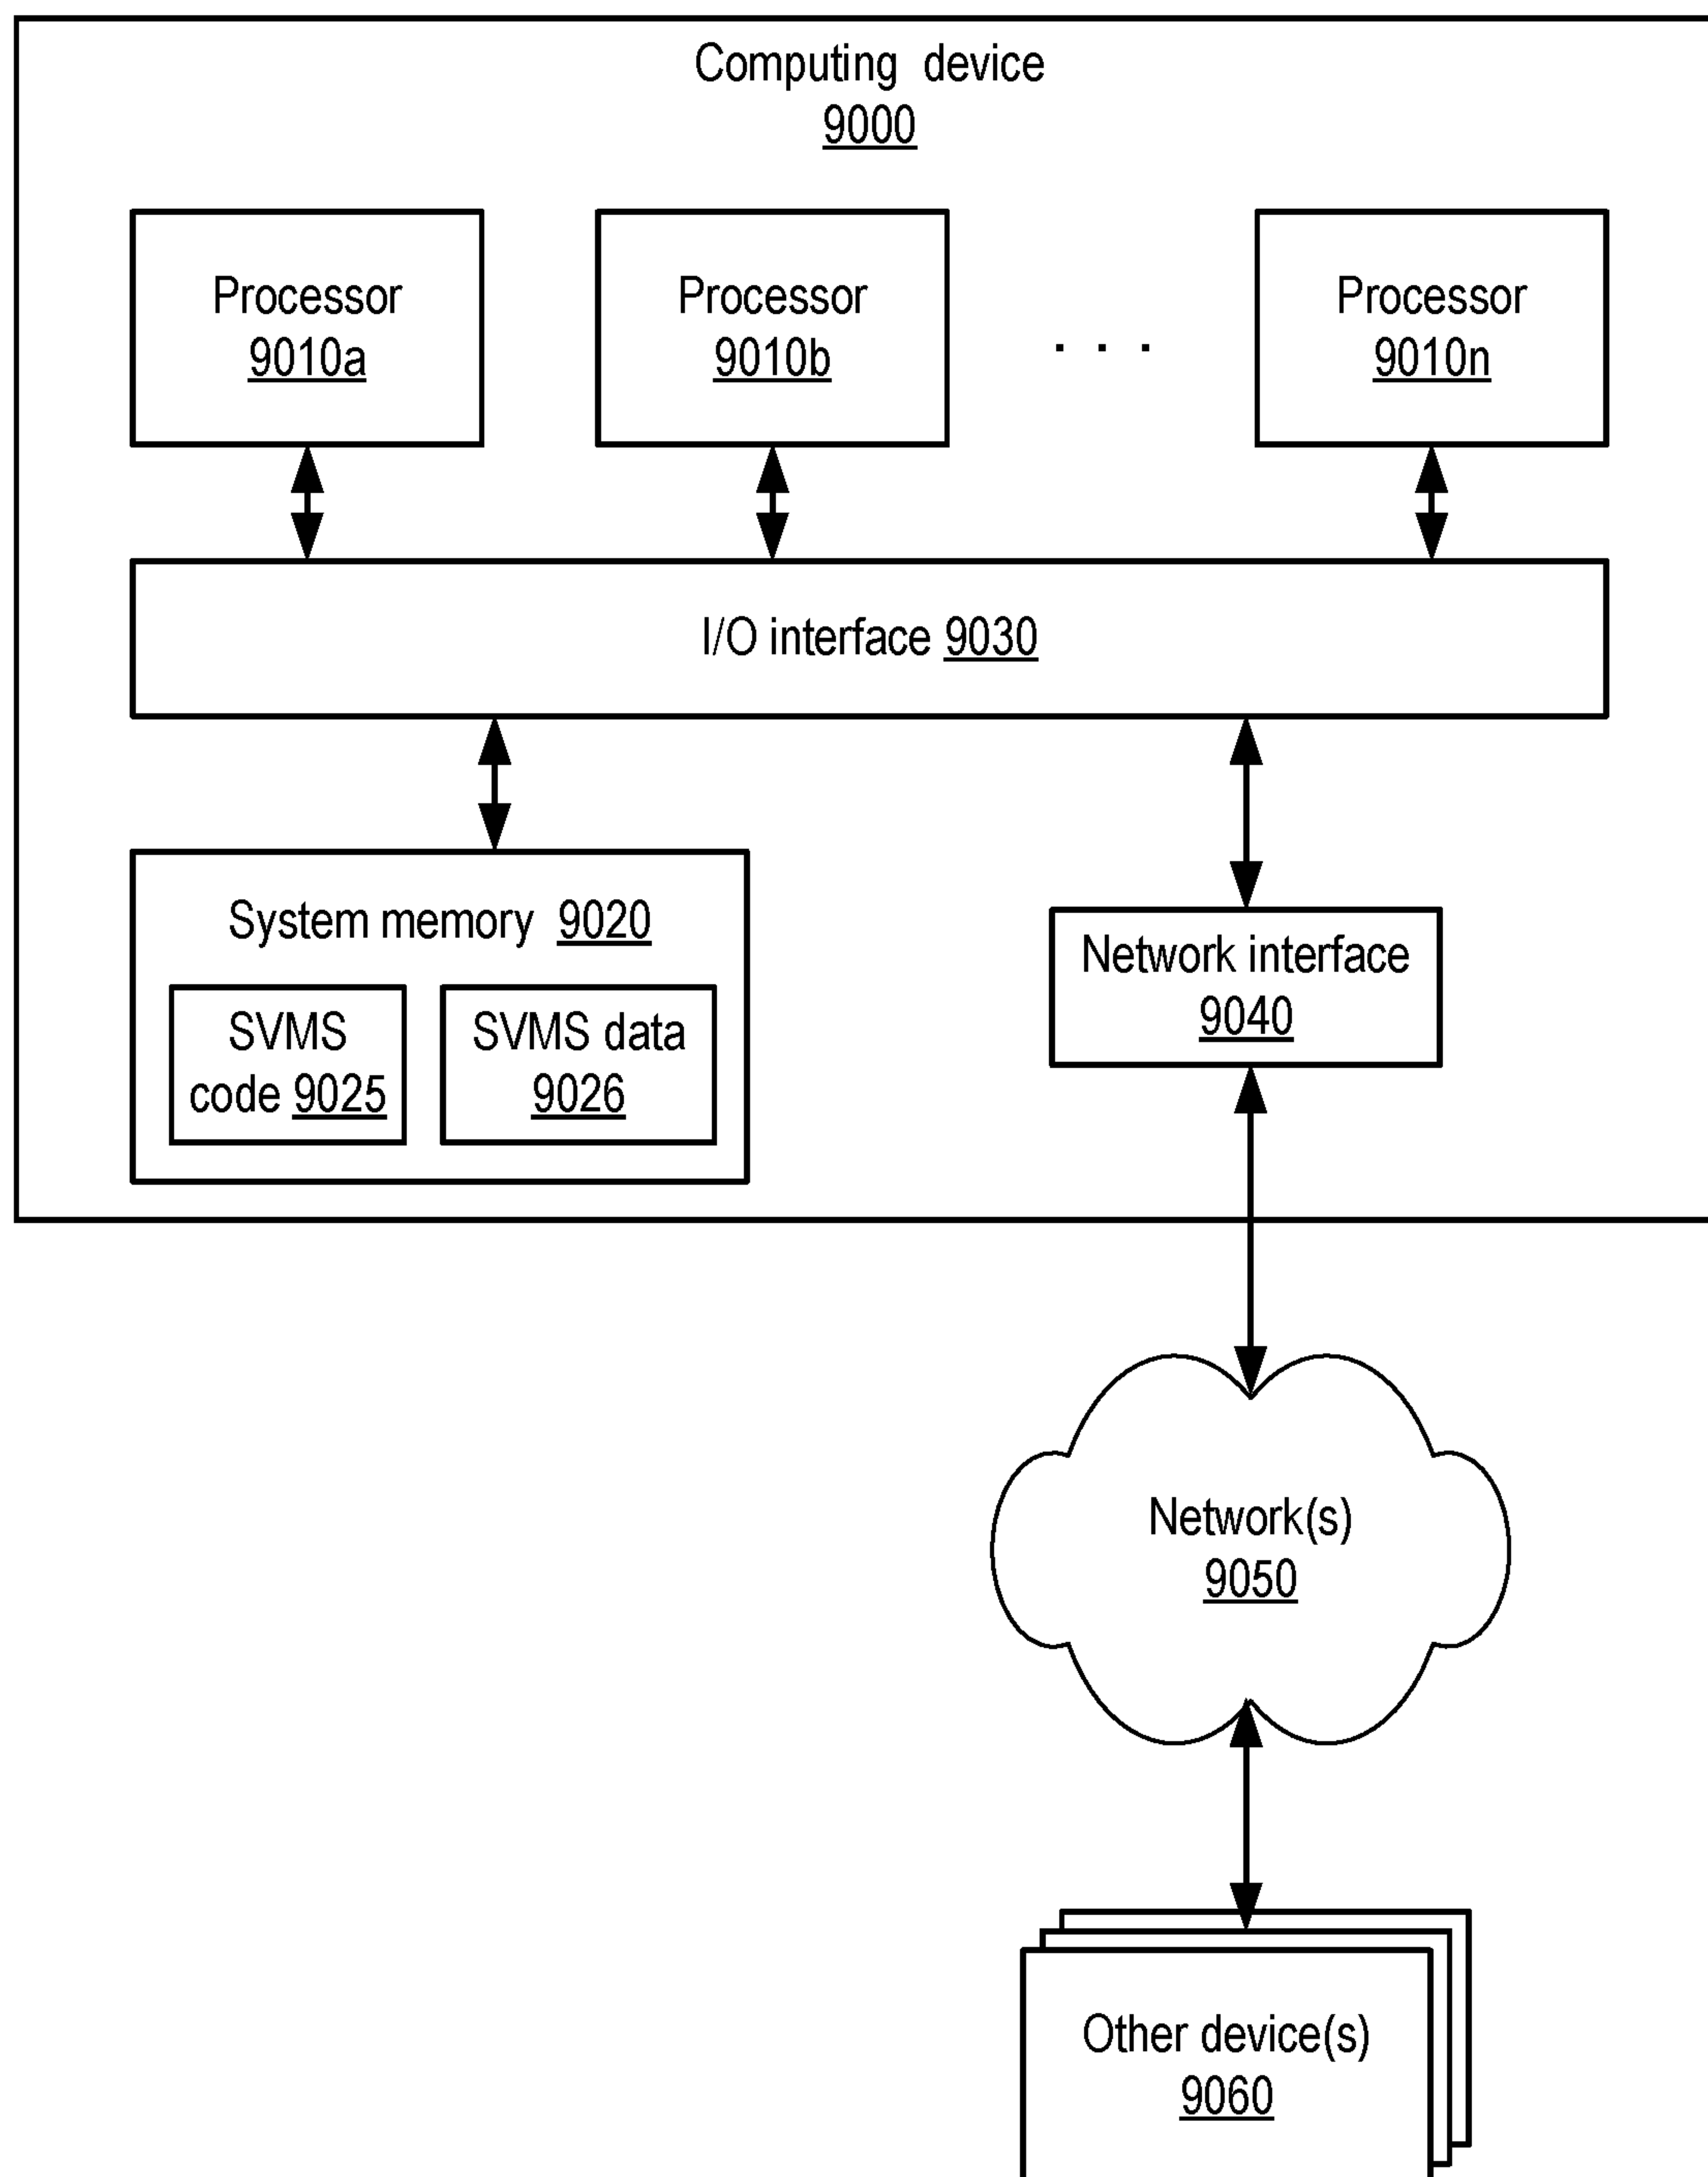 Computing device
9000
Processor
9010a
Processor
9010b
. . .
Processor
9010n
I/O interface 9030
System memory 9020
SVMS
code 9025
SVMS data
9026
Network interface
9040
Network(s)
9050
Other device(s)
9060